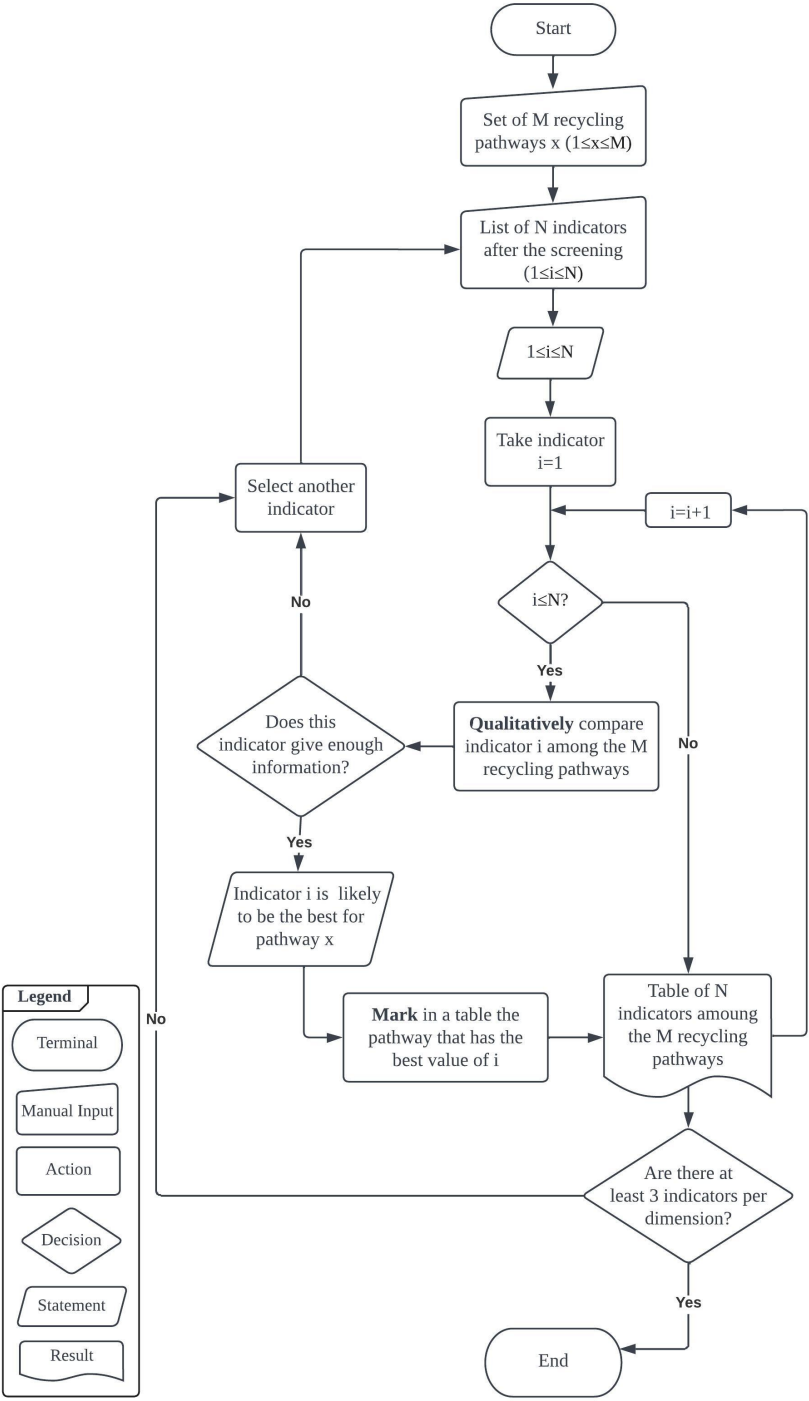 Start
Set of M recycling
pathways x (1≤x≤M)
List of N indicators
after the screening
(1≤i≤N)
1≤i≤N
Take indicator
i=1
Select another
indicator
i=i+1
No
i≤N?
Yes
Does this
indicator give enough
information?
Qualitatively compare
indicator i among the M
recycling pathways
No
Yes
Indicator i is likely
to be the best for
pathway x
Mark in a table the
pathway that has the
best value of i
Table of N
indicators amoung
the M recycling
pathways
No
Are there at
least 3 indicators per
dimension?
Yes
End
Legend
Terminal
Manual Input
Action
Decision
Statement
Result